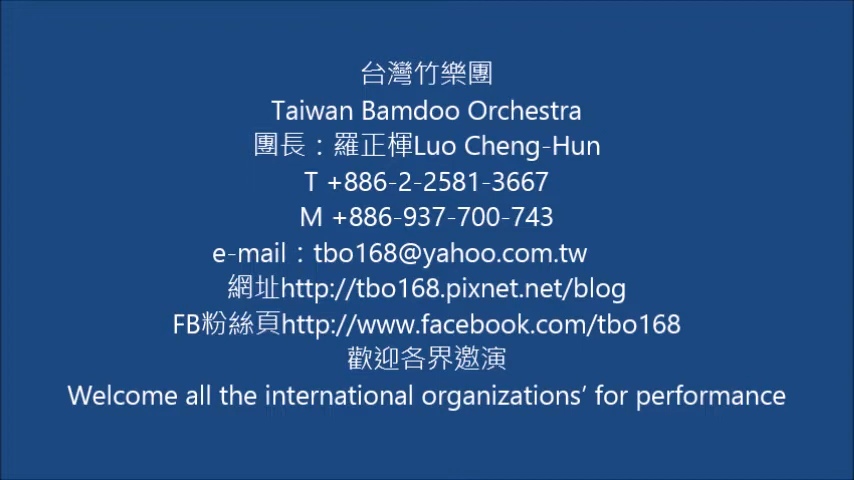 台灣竹樂團
Taiwan Bamdoo Orchestra
團長：羅正楎Luo Cheng-Hun
T +886-2-2581-3667
M +886-937-700-743
e-mail：tbo168@yahoo.com.tw
網址http://tbo168.pixnet.net/blog
FB粉絲頁http://www.facebook.com/tbo168
歡迎各界邀演
Welcome all the international organizations’ for performance